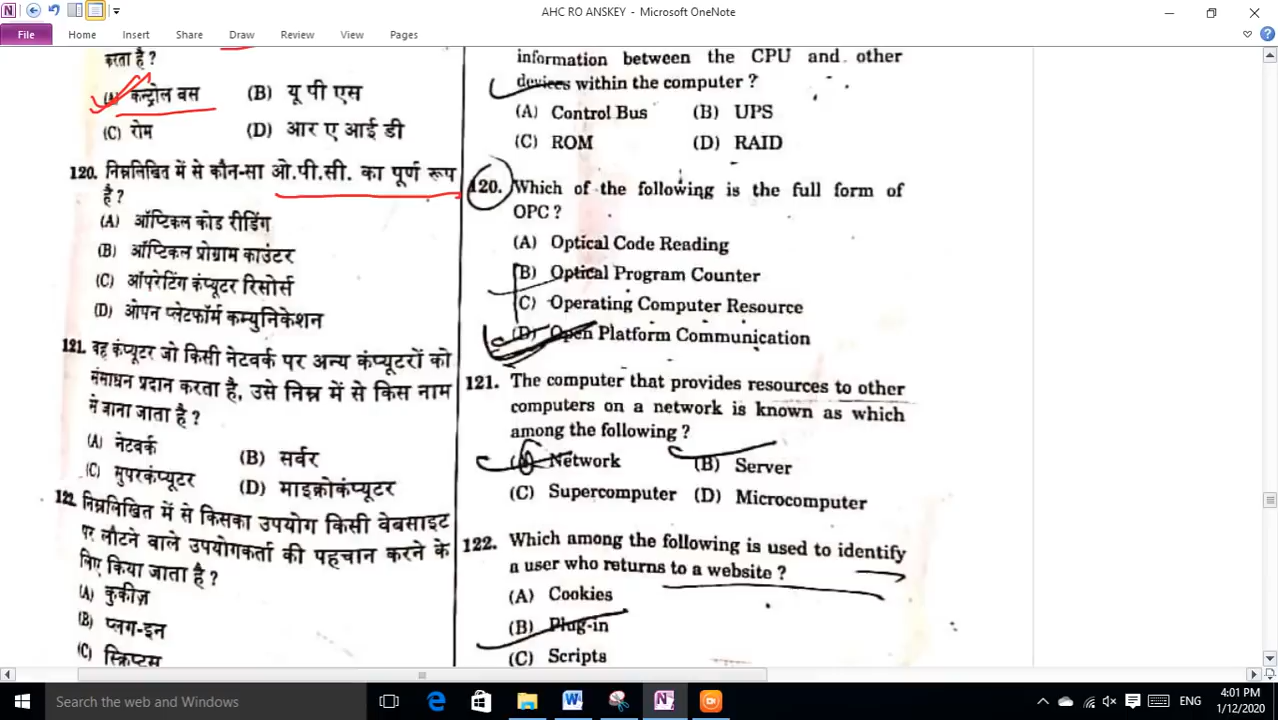 AHC RO ANSKEY - Microsoft OneNote
File Home Insert Share Draw Review View Pages
करता है ?
(A) कन्ट्रोल बस (B) यू पी एस
(C) रोम (D) आर ए आई डी
120. निम्नलिखित में से कौन-सा ओ.पी.सी. का पूर्ण रूप
है ?
(A) ऑप्टिकल कोड रीडिंग
(B) ऑप्टिकल प्रोग्राम काउंटर
(C) ऑपरेटिंग कंप्यूटर रिसोर्स
(D) ओपन प्लेटफॉर्म कम्युनिकेशन
121. वह कंप्यूटर जो किसी नेटवर्क पर अन्य कंप्यूटरों को
संसाधन प्रदान करता है, उसे निम्न में से किस नाम
से जाना जाता है ?
(A) नेटवर्क (B) सर्वर
(C) सुपरकंप्यूटर (D) माइक्रोकंप्यूटर
122. निम्नलिखित में से किसका उपयोग किसी वेबसाइट
पर लौटने वाले उपयोगकर्ता की पहचान करने के
लिए किया जाता है ?
(A) कुकीज़
(B) प्लग-इन
(C) स्क्रिप्टस
information between the CPU and other
devices within the computer ?
(A) Control Bus (B) UPS
(C) ROM (D) RAID
120. Which of the following is the full form of
OPC ?
(A) Optical Code Reading
(B) Optical Program Counter
(C) Operating Computer Resource
(D) Open Platform Communication
121. The computer that provides resources to other
computers on a network is known as which
among the following ?
(A) Network (B) Server
(C) Supercomputer (D) Microcomputer
122. Which among the following is used to identify
a user who returns to a website ?
(A) Cookies
(B) Plug-in
(C) Scripts
Search the web and Windows
ENG
4:01 PM
1/12/2020